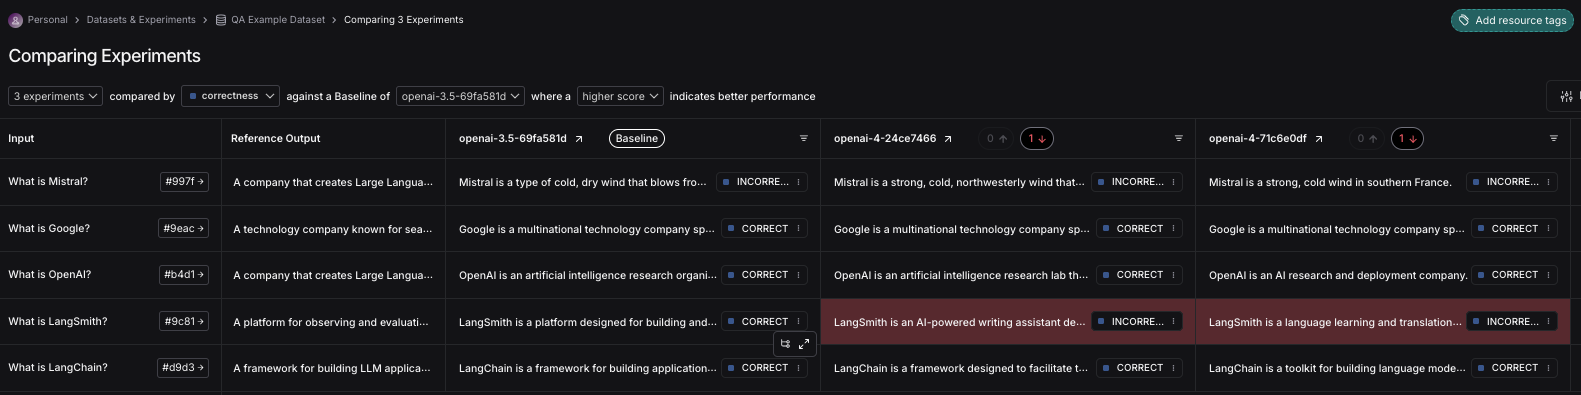 Personal > Datasets & Experiments > QA Example Dataset > Comparing 3 Experiments
Add resource tags
Comparing Experiments
3 experiments compared by correctness against a Baseline of openai-3.5-69fa581d where a higher score indicates better performance
Input Reference Output openai-3.5-69fa581d ↗ Baseline openai-4-24ce7466 ↗ 0 ↑ 1 ↓ openai-4-71c6e0df ↗ 0 ↑ 1 ↓
What is Mistral? #997f → A company that creates Large Langua... Mistral is a type of cold, dry wind that blows fro... INCORRE... Mistral is a strong, cold, northwesterly wind that... INCORRE... Mistral is a strong, cold wind in southern France. INCORRE...
What is Google? #9eac → A technology company known for sea... Google is a multinational technology company sp... CORRECT Google is a multinational technology company sp... CORRECT Google is a multinational technology company sp... CORRECT
What is OpenAI? #b4d1 → A company that creates Large Langua... OpenAI is an artificial intelligence research organi... CORRECT OpenAI is an artificial intelligence research lab th... CORRECT OpenAI is an AI research and deployment company. CORRECT
What is LangSmith? #9c81 → A platform for observing and evaluati... LangSmith is a platform designed for building and... CORRECT LangSmith is an AI-powered writing assistant de... INCORRE... LangSmith is a language learning and translation... INCORRE...
What is LangChain? #d9d3 → A framework for building LLM applica... LangChain is a framework for building application... CORRECT LangChain is a framework designed to facilitate t... CORRECT LangChain is a toolkit for building language mode... CORRECT